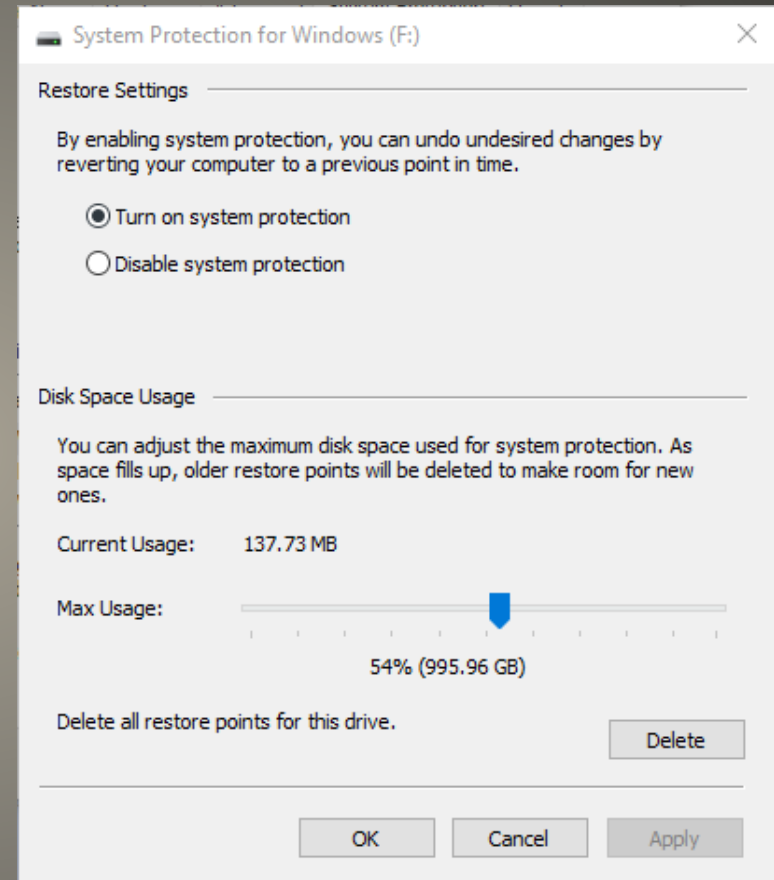 System Protection for Windows (F:)
Restore Settings
By enabling system protection, you can undo undesired changes by
reverting your computer to a previous point in time.
Turn on system protection
Disable system protection
Disk Space Usage
You can adjust the maximum disk space used for system protection. As
space fills up, older restore points will be deleted to make room for new
ones.
Current Usage: 137.73 MB
Max Usage:
54% (995.96 GB)
Delete all restore points for this drive.
Delete
OK Cancel Apply